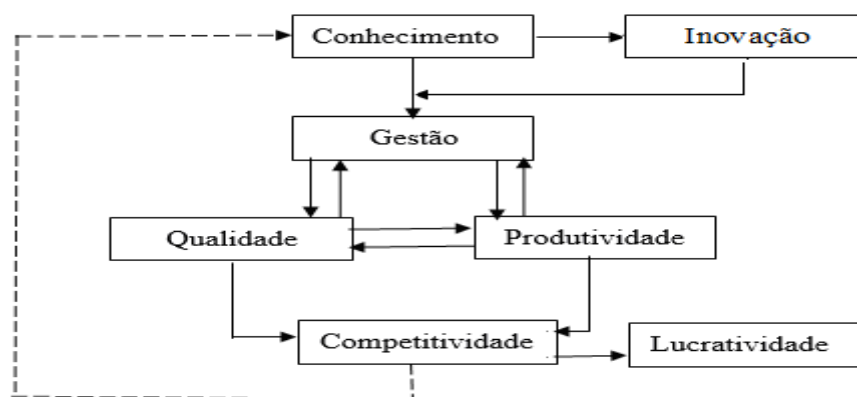 Conhecimento
Inovação
Gestão
Qualidade
Produtividade
Competitividade
Lucratividade